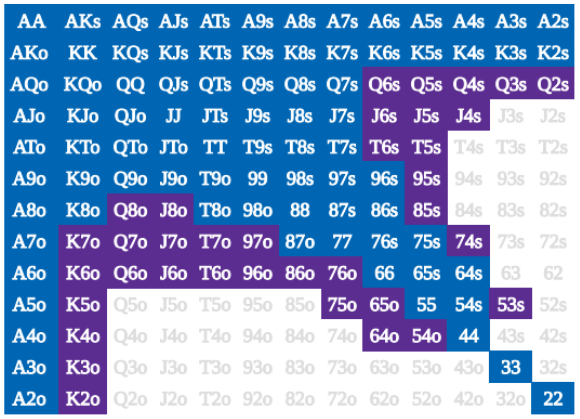 AA AKs AQs AJs ATs A9s A8s A7s A6s A5s A4s A3s A2s
AKo KK KQs KJs KTs K9s K8s K7s K6s K5s K4s K3s K2s
AQo KQo QQ QJs QTs Q9s Q8s Q7s Q6s Q5s Q4s Q3s Q2s
AJo KJo QJo JJ JTs J9s J8s J7s J6s J5s J4s J3s J2s
ATo KTo QTo JTo TT T9s T8s T7s T6s T5s T4s T3s T2s
A9o K9o Q9o J9o T9o 99 98s 97s 96s 95s 94s 93s 92s
A8o K8o Q8o J8o T8o 98o 88 87s 86s 85s 84s 83s 82s
A7o K7o Q7o J7o T7o 97o 87o 77 76s 75s 74s 73s 72s
A6o K6o Q6o J6o T6o 96o 86o 76o 66 65s 64s 63 62
A5o K5o Q5o J5o T5o 95o 85o 75o 65o 55 54s 53s 52s
A4o K4o Q4o J4o T4o 94o 84o 74o 64o 54o 44 43s 42s
A3o K3o Q3o J3o T3o 93o 83o 73o 63o 53o 43o 33 32s
A2o K2o Q2o J2o T2o 92o 82o 72o 62o 52o 42o 32o 22